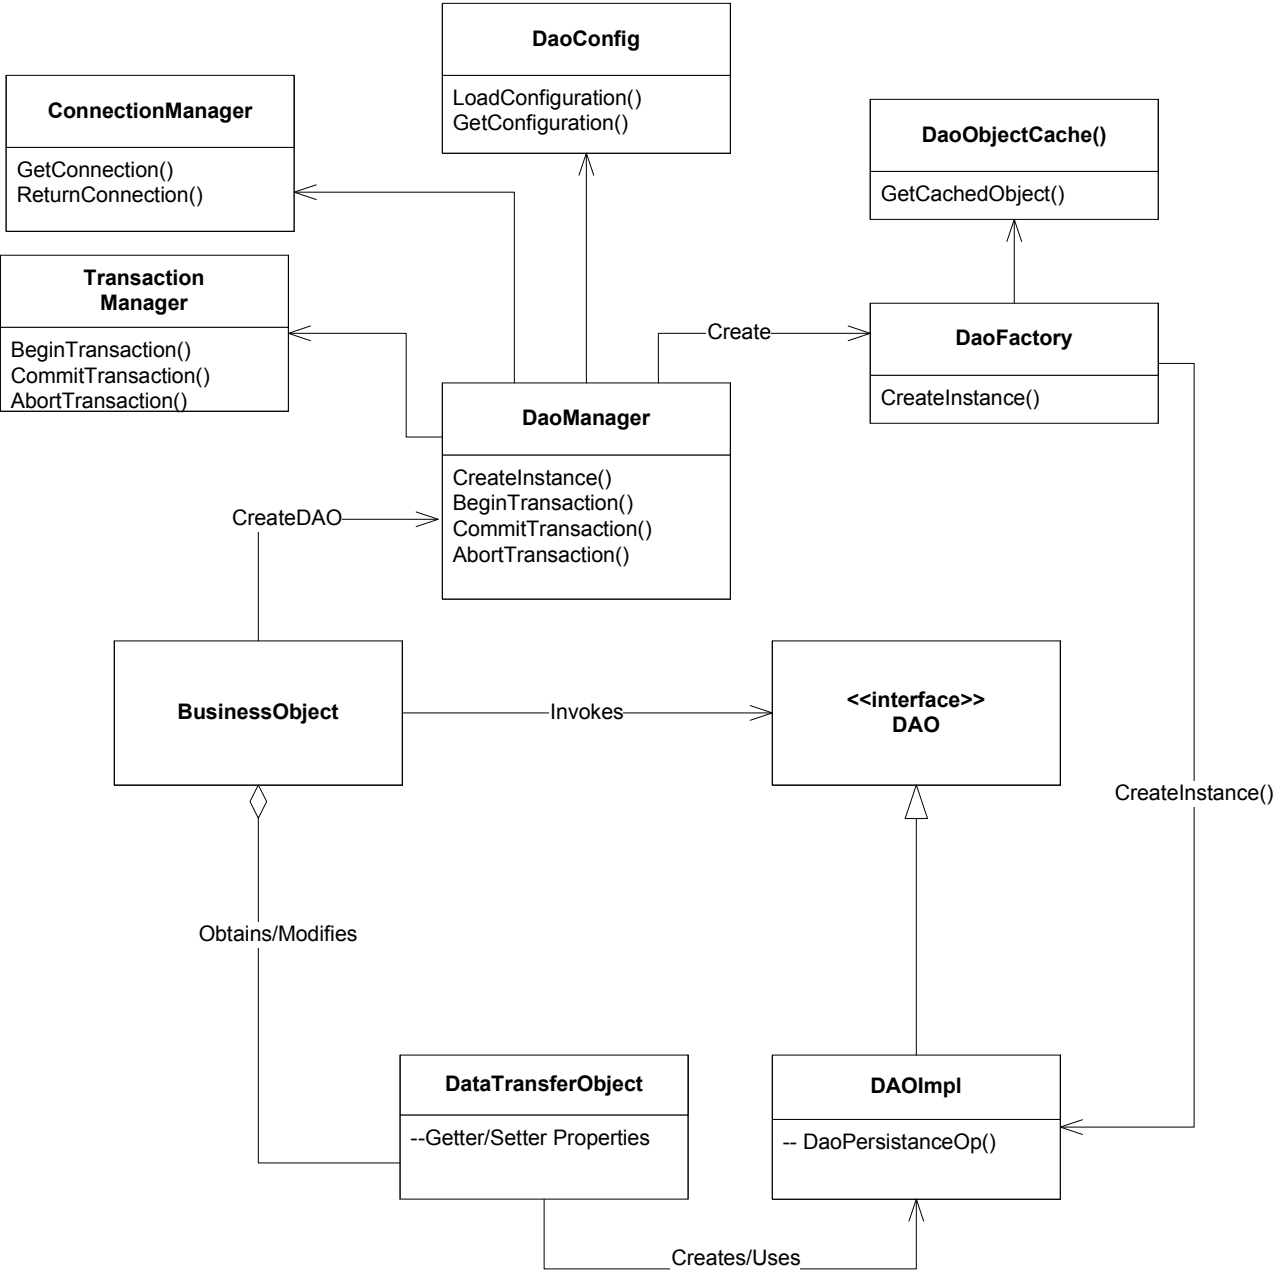 DaoConfig
LoadConfiguration()
GetConfiguration()
ConnectionManager
GetConnection()
ReturnConnection()
DaoObjectCache()
GetCachedObject()
Transaction
Manager
BeginTransaction()
CommitTransaction()
AbortTransaction()
Create
DaoFactory
CreateInstance()
DaoManager
CreateInstance()
BeginTransaction()
CommitTransaction()
AbortTransaction()
CreateDAO
BusinessObject
Invokes
<<interface>>
DAO
CreateInstance()
Obtains/Modifies
DataTransferObject
--Getter/Setter Properties
DAOImpl
-- DaoPersistanceOp()
Creates/Uses